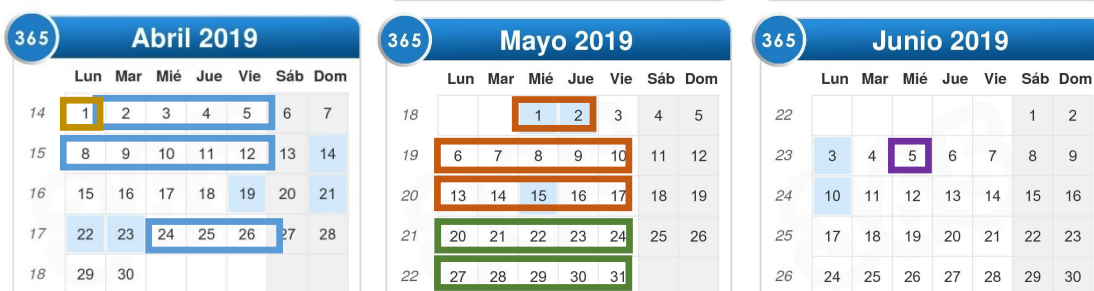 365 Abril 2019
Lun Mar Mié Jue Vie Sáb Dom
14 1 2 3 4 5 6 7
15 8 9 10 11 12 13 14
16 15 16 17 18 19 20 21
17 22 23 24 25 26 27 28
18 29 30
365 Mayo 2019
Lun Mar Mié Jue Vie Sáb Dom
18 1 2 3 4 5
19 6 7 8 9 10 11 12
20 13 14 15 16 17 18 19
21 20 21 22 23 24 25 26
22 27 28 29 30 31
365 Junio 2019
Lun Mar Mié Jue Vie Sáb Dom
22 1 2
23 3 4 5 6 7 8 9
24 10 11 12 13 14 15 16
25 17 18 19 20 21 22 23
26 24 25 26 27 28 29 30